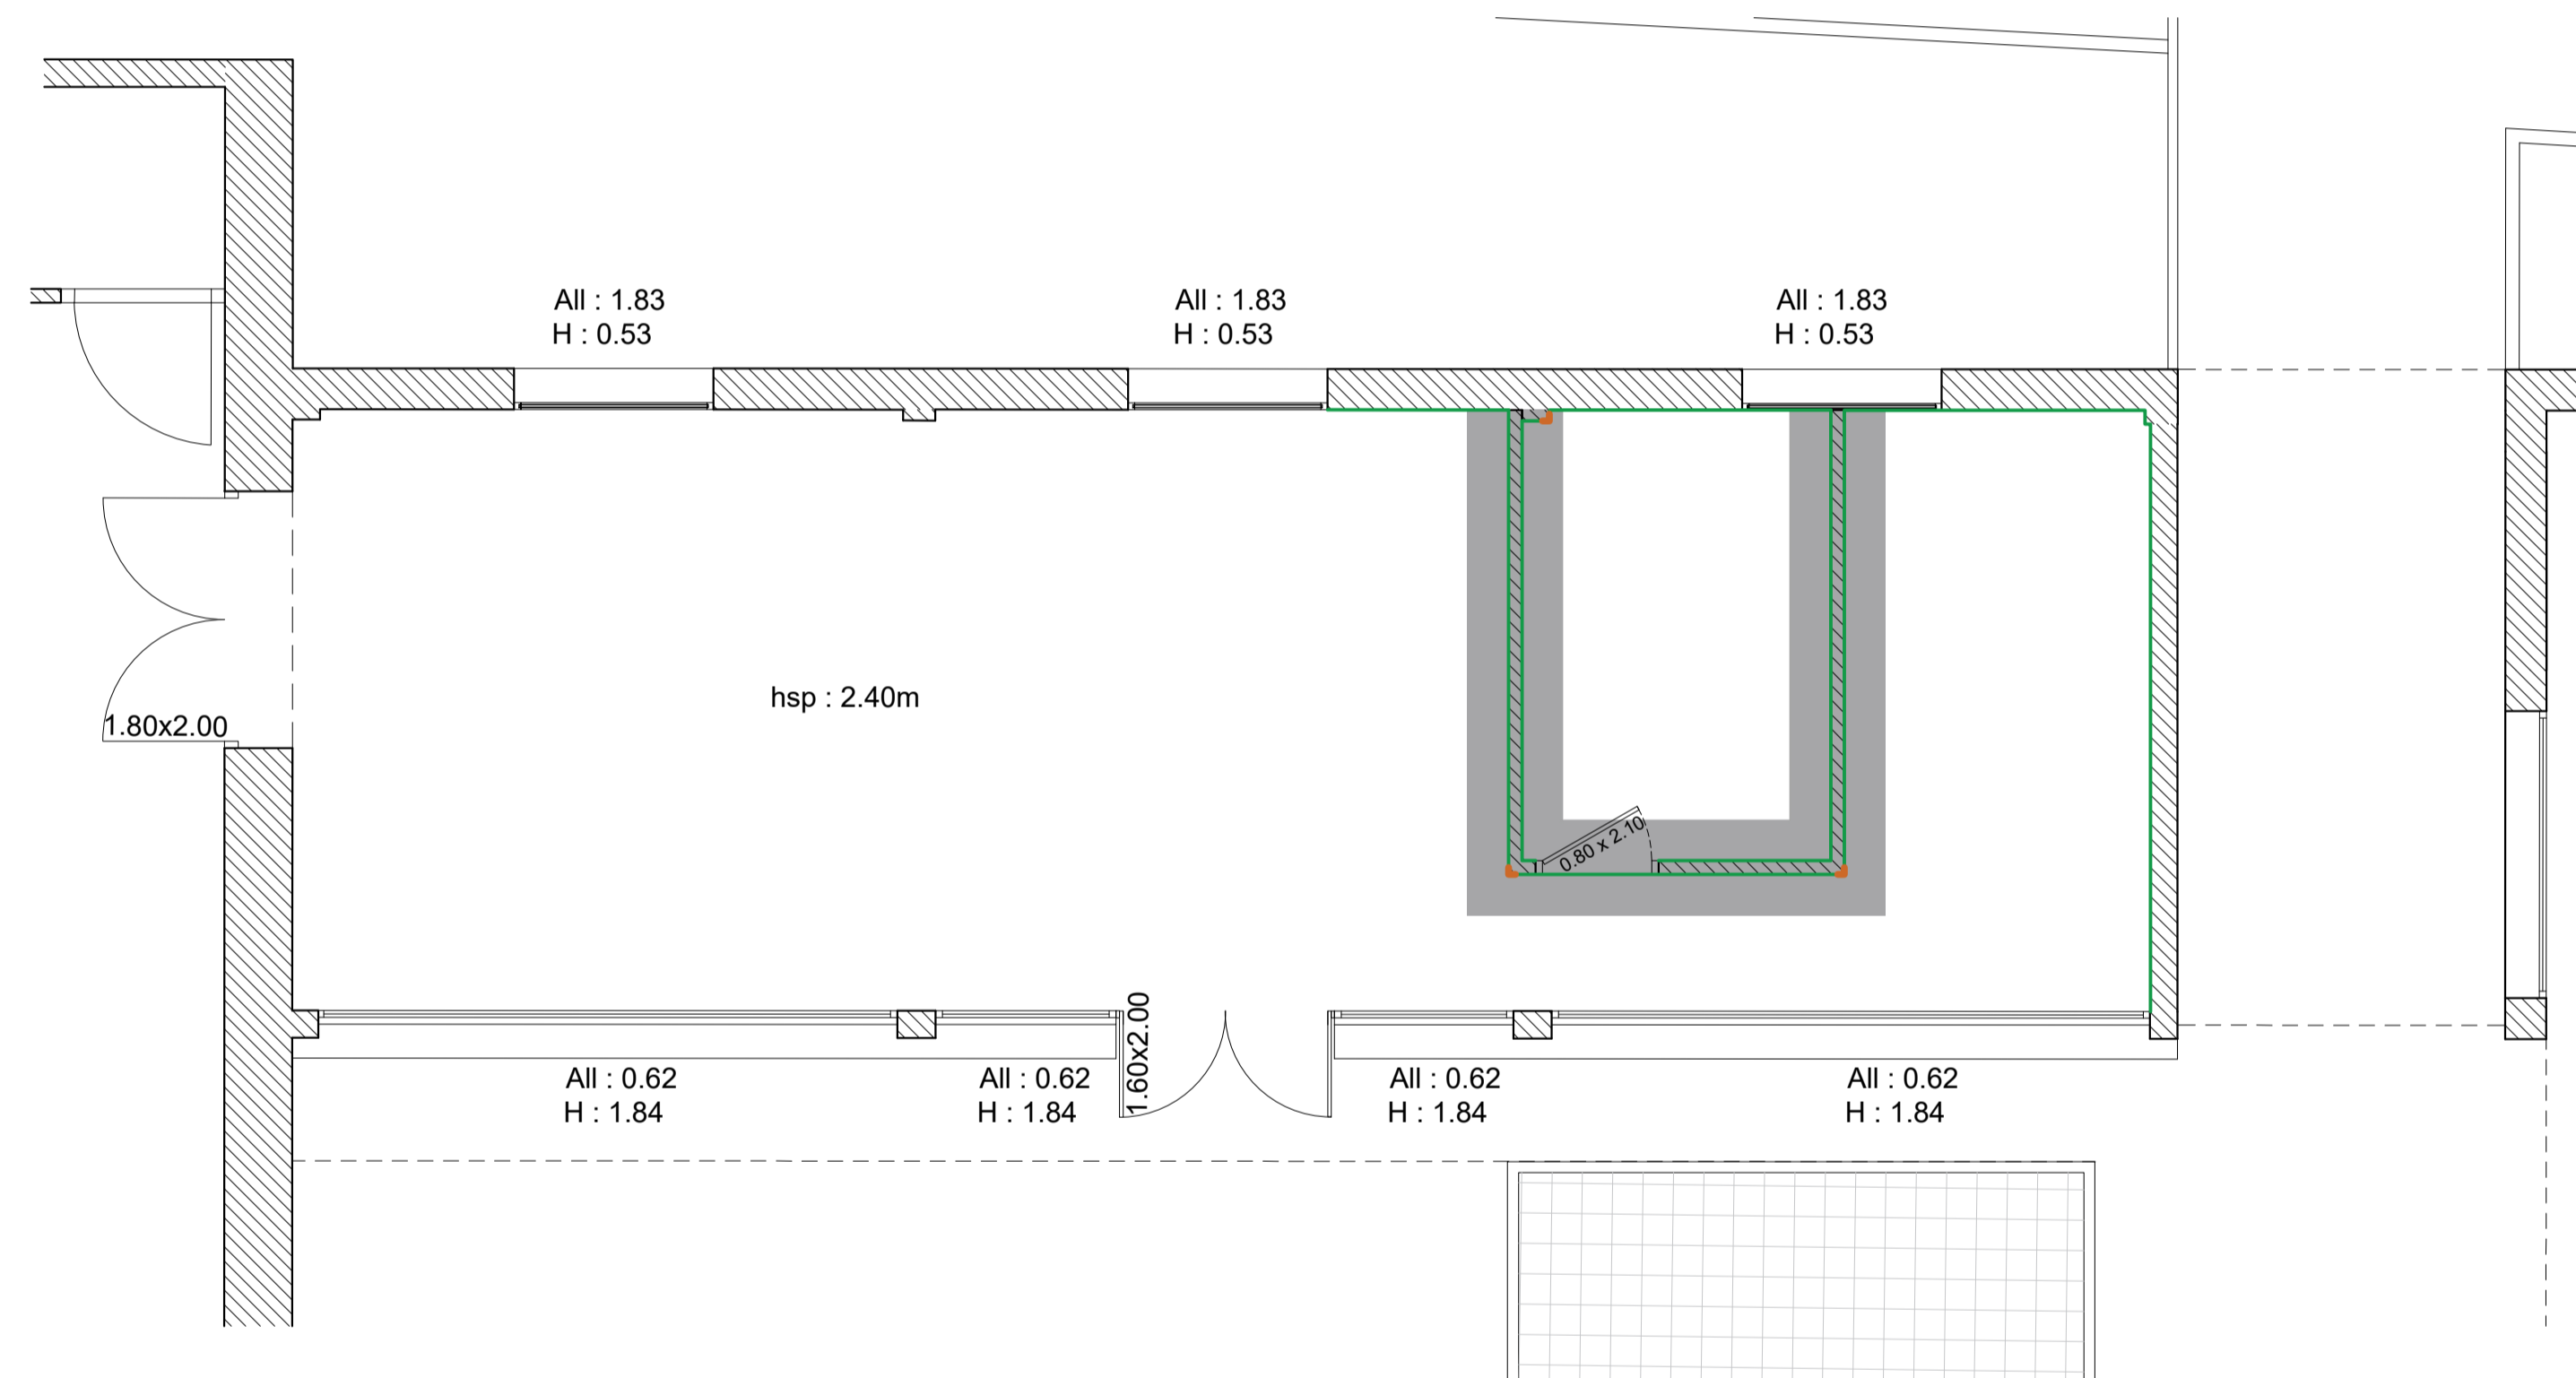 All : 1.83
H : 0.53
All : 1.83
H : 0.53
All : 1.83
H : 0.53
hsp : 2.40m
1.80x2.00
0.80 x 2.10
1.60x2.00
All : 0.62
H : 1.84
All : 0.62
H : 1.84
All : 0.62
H : 1.84
All : 0.62
H : 1.84